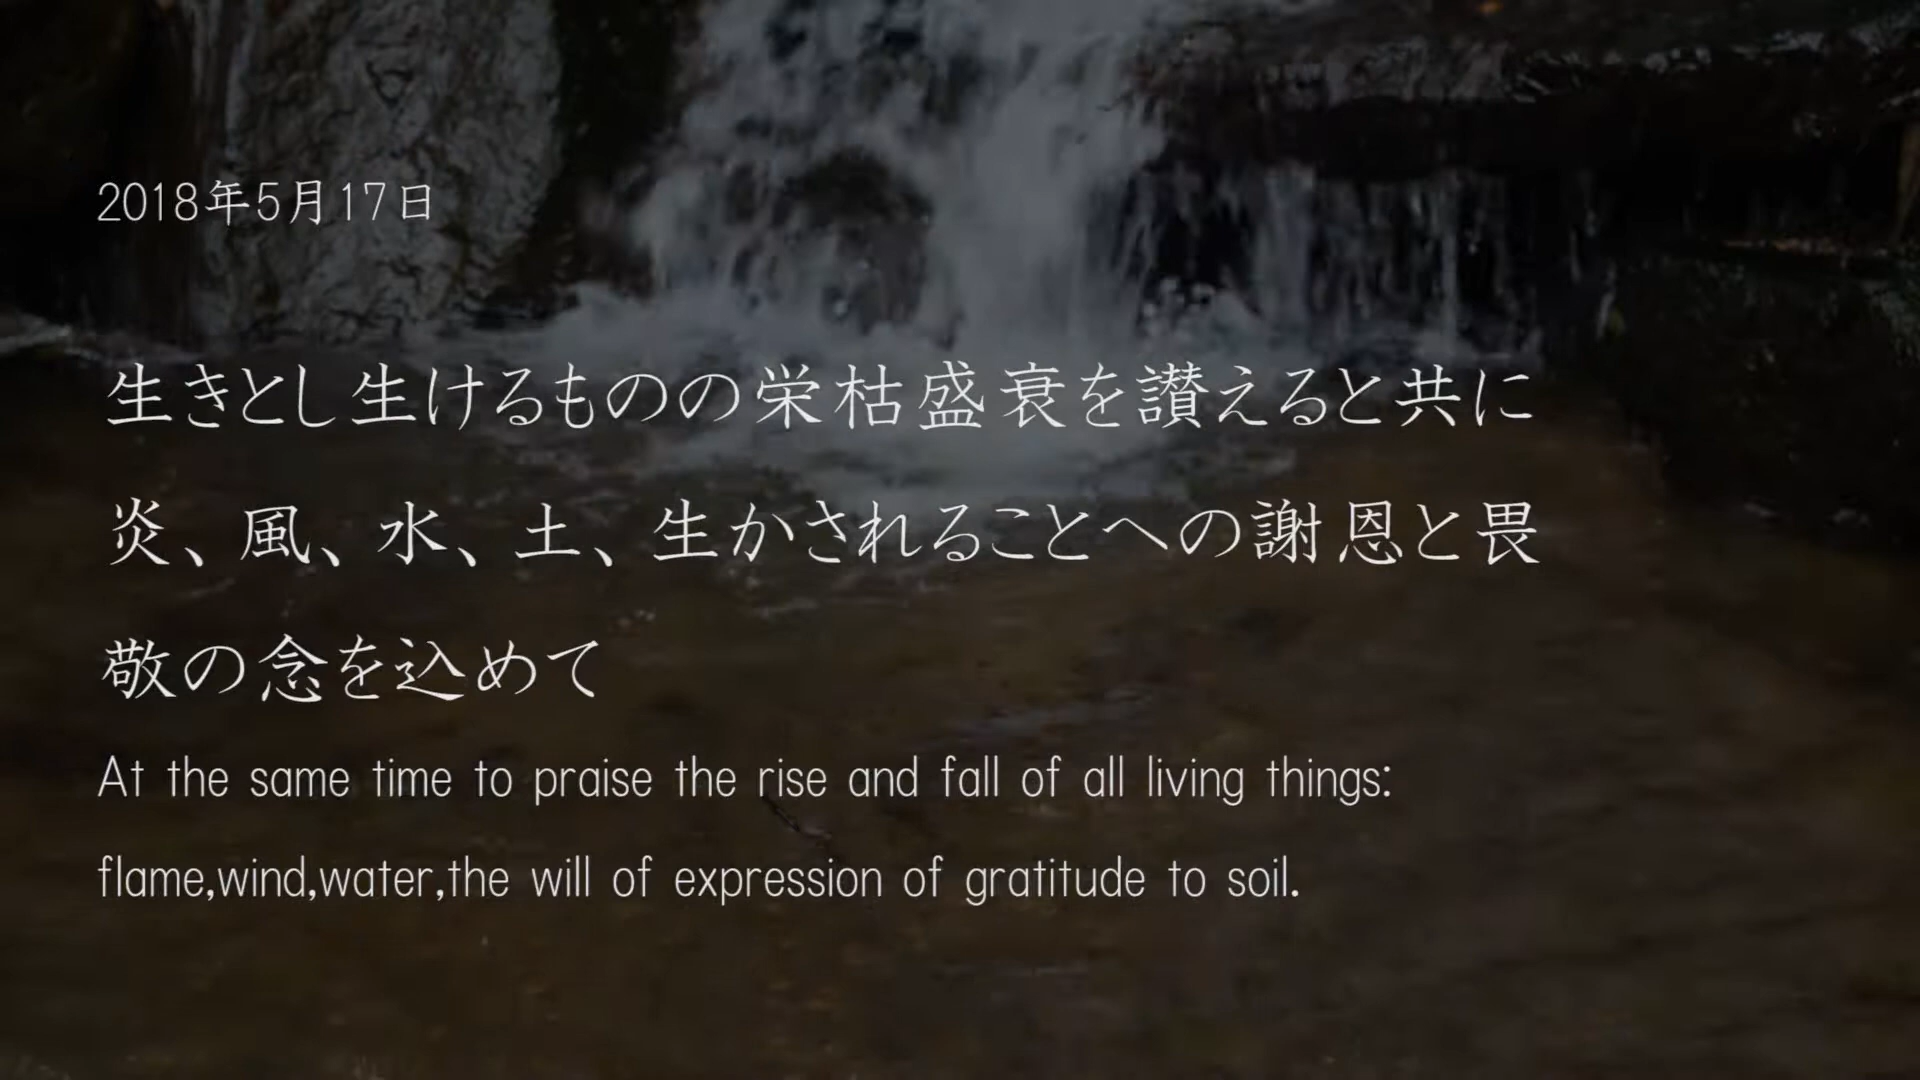 2018年5月17日
生きとし生けるものの栄枯盛衰を讃えると共に
炎、風、水、土、生かされることへの謝恩と畏
敬の念を込めて
At the same time to praise the rise and fall of all living things:
flame,wind,water,the will of expression of gratitude to soil.